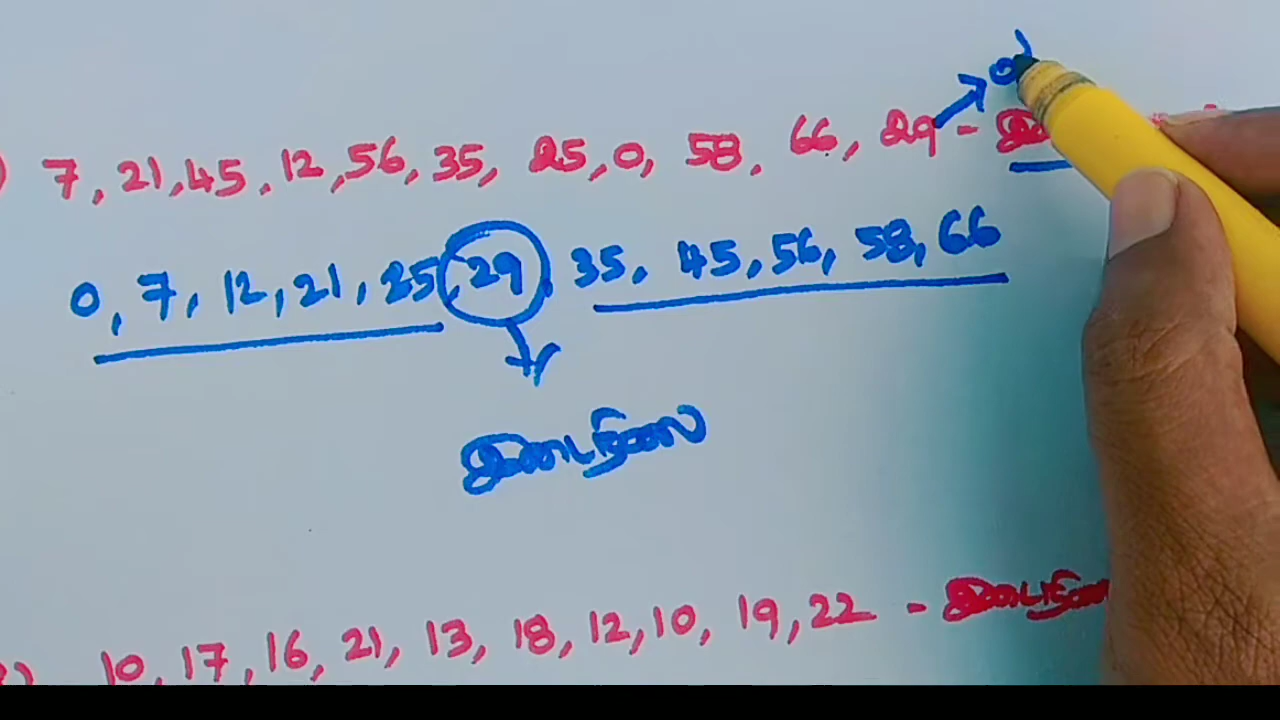 7, 21, 45, 12, 56, 35, 25, 0, 58, 66, 29 -
0, 7, 12, 21, 25, 29, 35, 45, 56, 58, 66
இடைநிலை
10, 17, 16, 21, 13, 18, 12, 10, 19, 22 - இடைநிலை